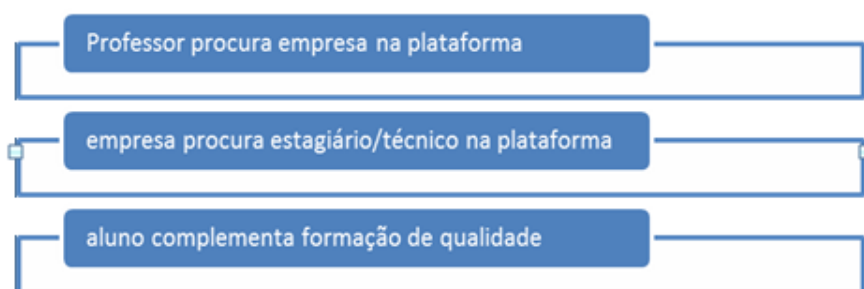 Professor procura empresa na plataforma
empresa procura estagiário/técnico na plataforma
aluno complementa formação de qualidade